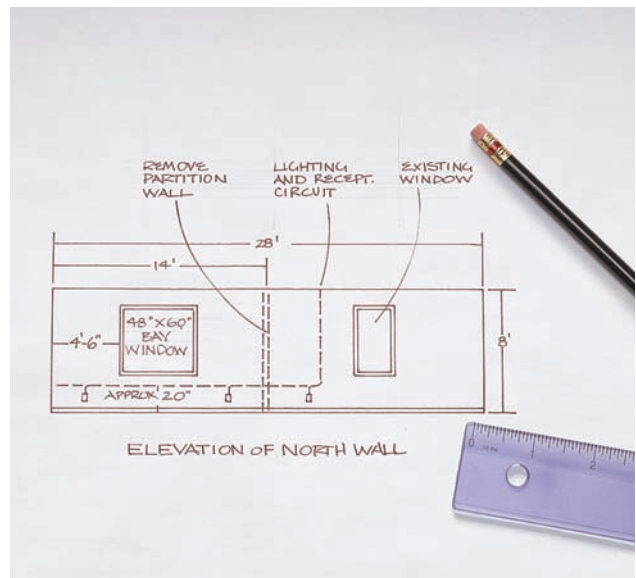 REMOVE
PARTITION
WALL
LIGHTING
AND RECEPT.
CIRCUIT
EXISTING
WINDOW
28'
14'
4'-6"
48"X60"
BAY
WINDOW
8'
APPROX 20"
ELEVATION OF NORTH WALL
0 1 2